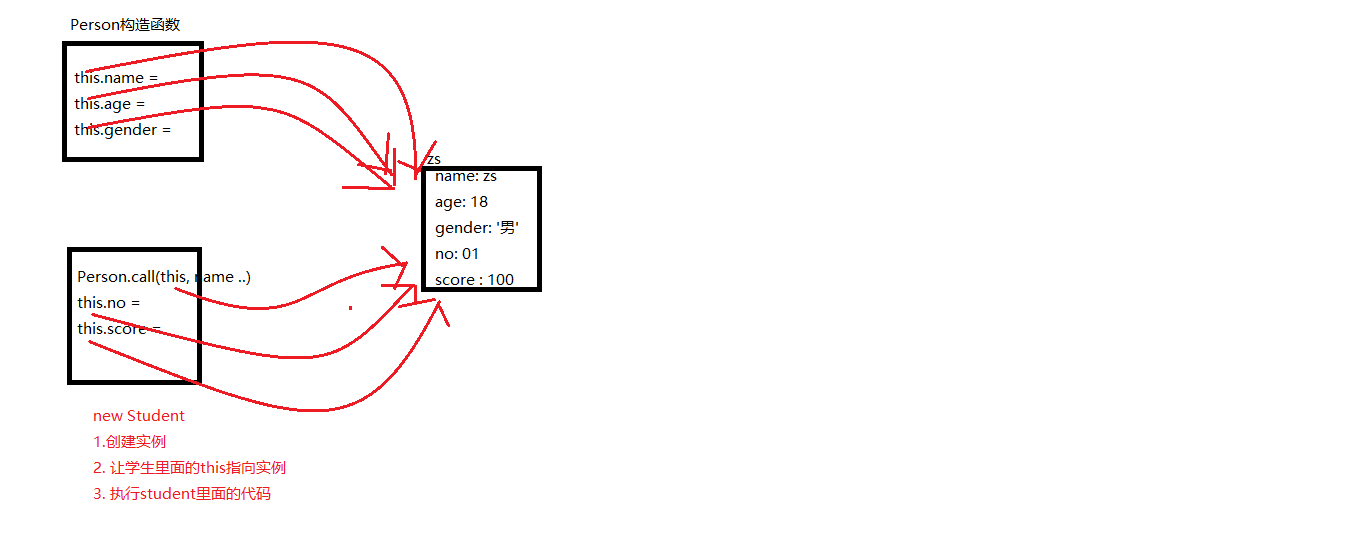 Person构造函数
this.name =
this.age =
this.gender =
zs
name: zs
age: 18
gender: '男'
no: 01
score : 100
Person.call(this, name ..)
this.no =
this.score =
new Student
1.创建实例
2. 让学生里面的this指向实例
3. 执行student里面的代码